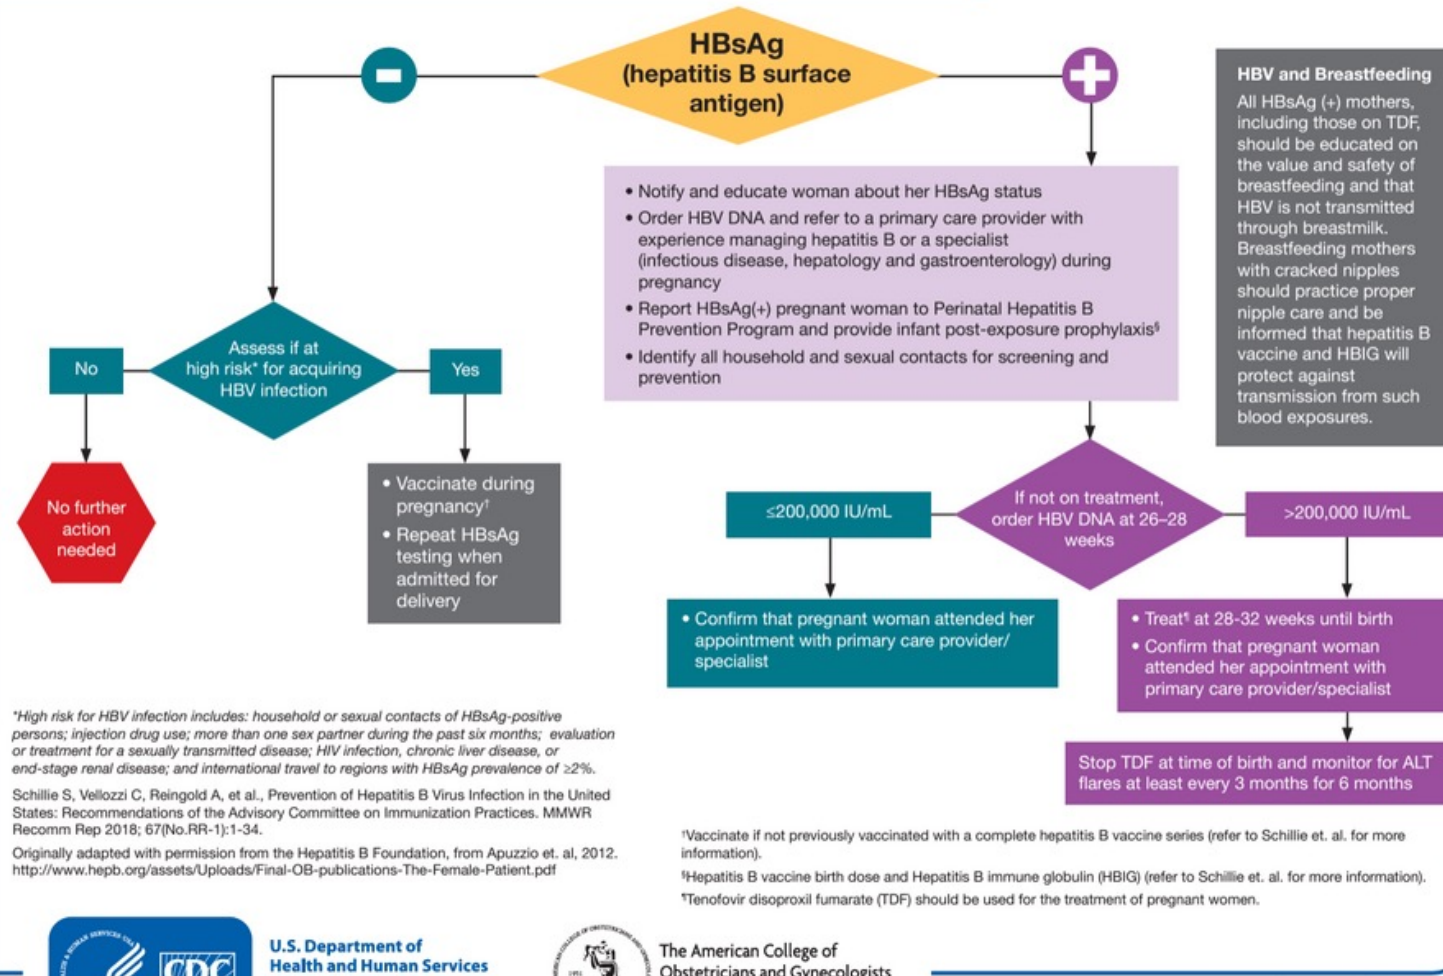 HBsAg
(hepatitis B surface
antigen)
HBV and Breastfeeding
All HBsAg (+) mothers,
including those on TDF,
should be educated on
the value and safety of
breastfeeding and that
HBV is not transmitted
through breastmilk.
Breastfeeding mothers
with cracked nipples
should practice proper
nipple care and be
informed that hepatitis B
vaccine and HBIG will
protect against
transmission from such
blood exposures.
• Notify and educate woman about her HBsAg status
• Order HBV DNA and refer to a primary care provider with
experience managing hepatitis B or a specialist
(infectious disease, hepatology and gastroenterology) during
pregnancy
• Report HBsAg(+) pregnant woman to Perinatal Hepatitis B
Prevention Program and provide infant post-exposure prophylaxis§
• Identify all household and sexual contacts for screening and
prevention
No
Assess if at
high risk* for acquiring
HBV infection
Yes
No further
action
needed
• Vaccinate during
pregnancy†
• Repeat HBsAg
testing when
admitted for
delivery
≤200,000 IU/mL
If not on treatment,
order HBV DNA at 26–28
weeks
>200,000 IU/mL
• Confirm that pregnant woman attended her
appointment with primary care provider/
specialist
• Treat¶ at 28-32 weeks until birth
• Confirm that pregnant woman
attended her appointment with
primary care provider/specialist
Stop TDF at time of birth and monitor for ALT
flares at least every 3 months for 6 months
*High risk for HBV infection includes: household or sexual contacts of HBsAg-positive
persons; injection drug use; more than one sex partner during the past six months; evaluation
or treatment for a sexually transmitted disease; HIV infection, chronic liver disease, or
end-stage renal disease; and international travel to regions with HBsAg prevalence of ≥2%.
Schillie S, Vellozzi C, Reingold A, et al., Prevention of Hepatitis B Virus Infection in the United
States: Recommendations of the Advisory Committee on Immunization Practices. MMWR
Recomm Rep 2018; 67(No.RR-1):1-34.
Originally adapted with permission from the Hepatitis B Foundation, from Apuzzio et. al, 2012.
http://www.hepb.org/assets/Uploads/Final-OB-publications-The-Female-Patient.pdf
†Vaccinate if not previously vaccinated with a complete hepatitis B vaccine series (refer to Schillie et. al. for more
information).
§Hepatitis B vaccine birth dose and Hepatitis B immune globulin (HBIG) (refer to Schillie et. al. for more information).
¶Tenofovir disoproxil fumarate (TDF) should be used for the treatment of pregnant women.
CDC
U.S. Department of
Health and Human Services
The American College of
Obstetricians and Gynecologists